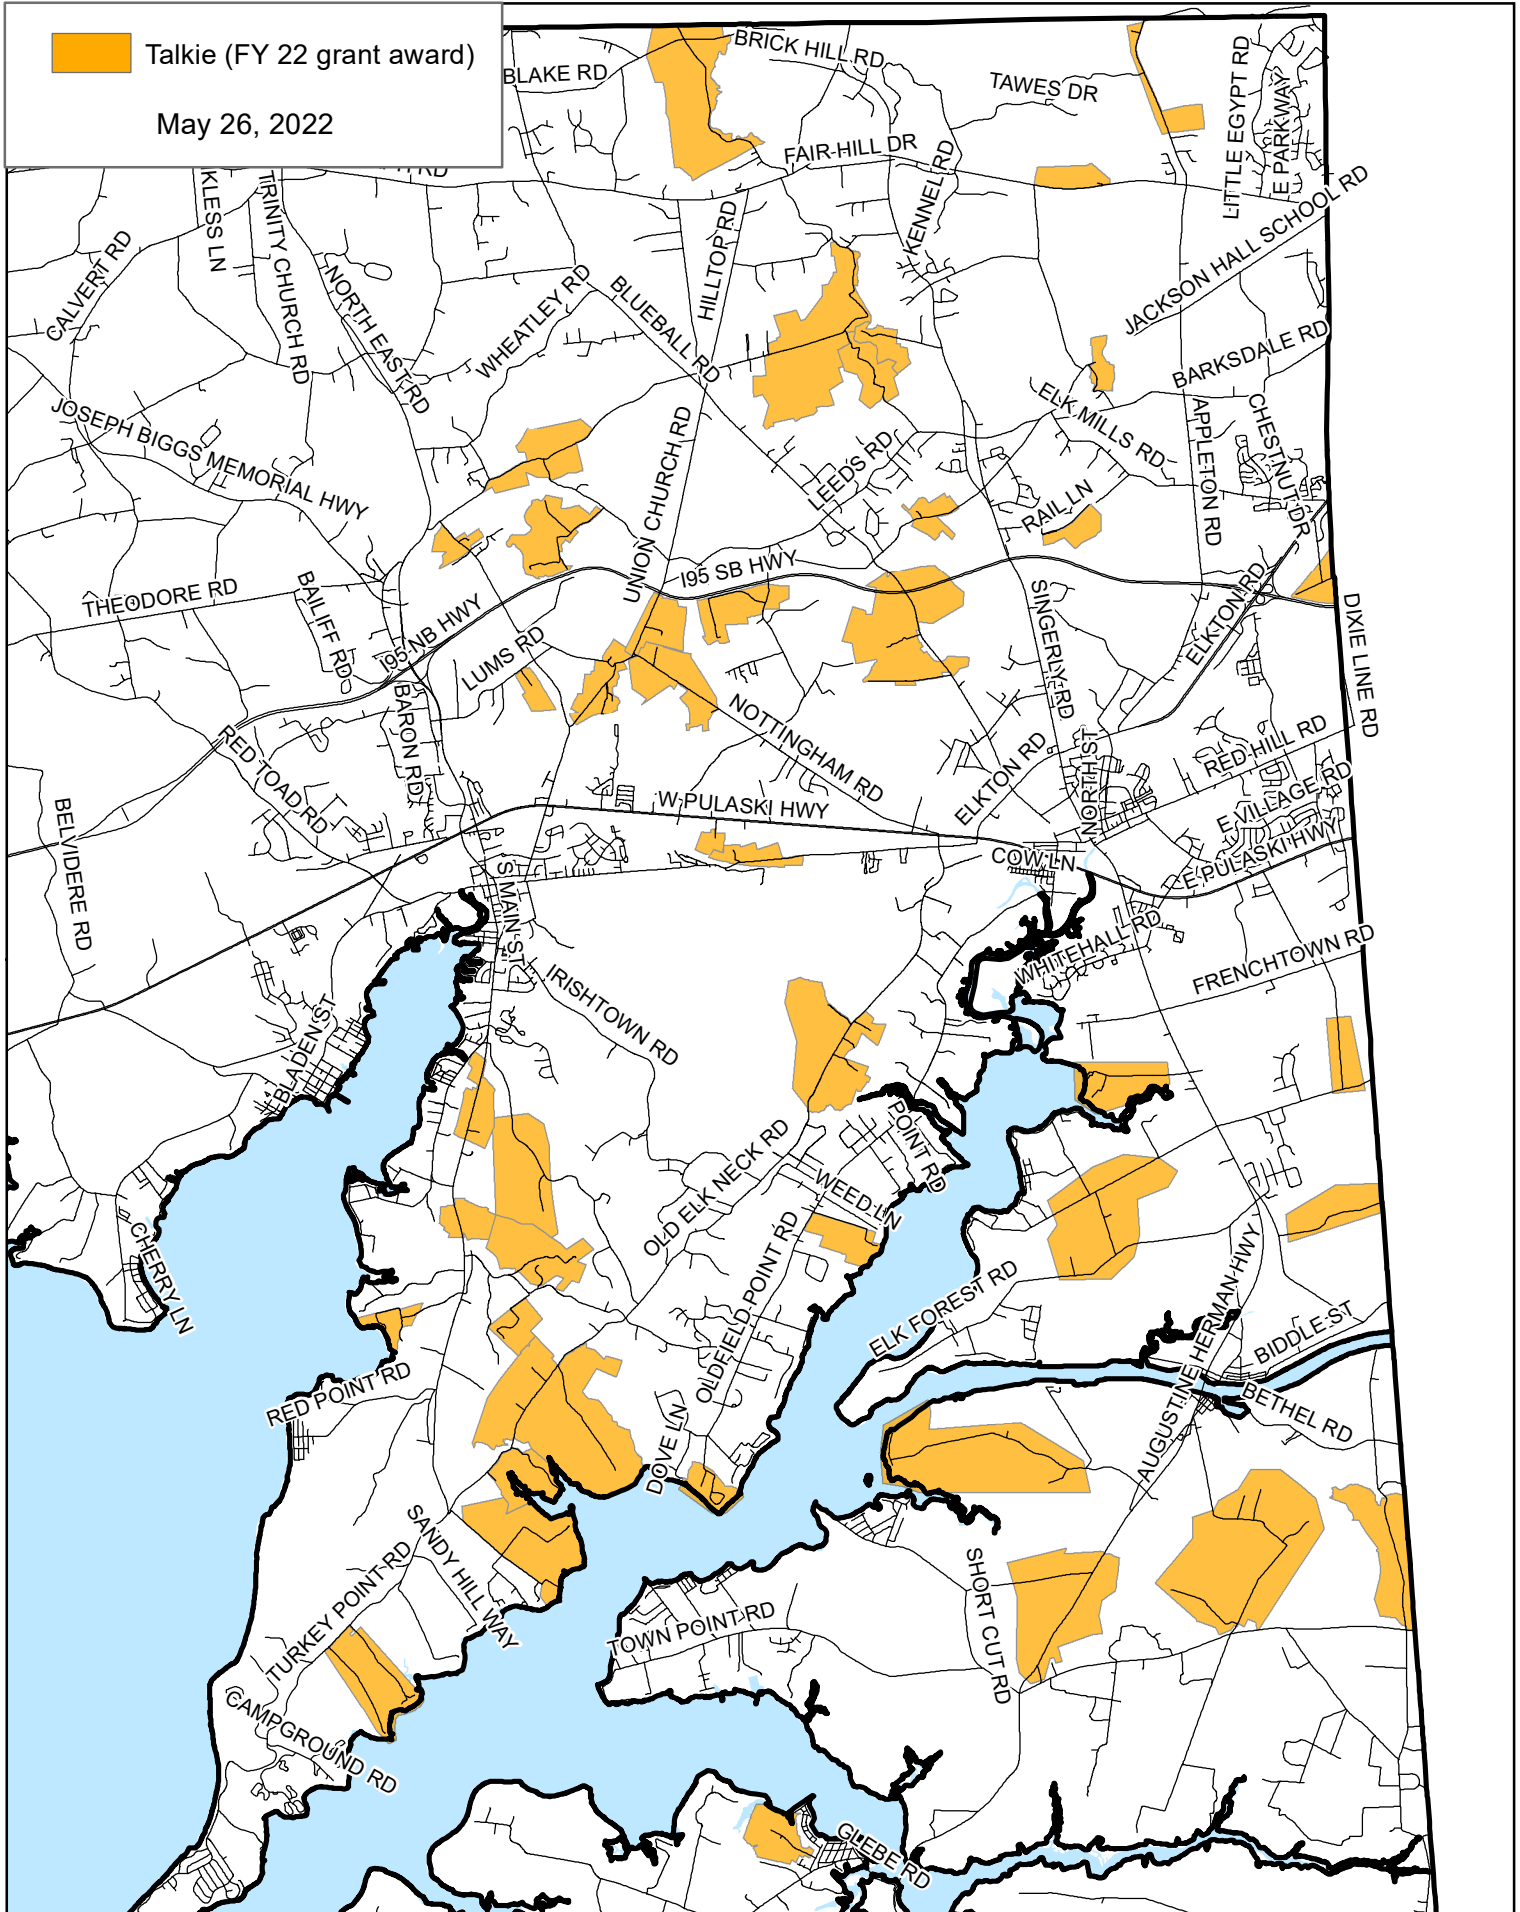 Talkie (FY 22 grant award)
May 26, 2022
BRICK HILL RD
BLAKE RD
TAWES DR
LITTLE EGYPT RD
E PARKWAY
FAIR-HILL DR
RD
KLESS LN
TRINITY CHURCH RD
KENNEL RD
HILLTOP RD
JACKSON HALL SCHOOL RD
CALVERT RD
NORTH EAST RD
WHEATLEY RD
BLUEBALL RD
BARKSDALE RD
JOSEPH BIGGS MEMORIAL HWY
ELK MILLS RD
APPLETON RD
CHESTNUT DR
UNION CHURCH RD
LEEDS RD
RAIL LN
I95 SB HWY
THEODORE RD
BAILIFF RD
I95 NB HWY
LUMS RD
SINGERLY RD
ELKTON RD
DIXIE LINE RD
BARON RD
RED TOAD RD
NOTTINGHAM RD
ELKTON RD
NORTH ST
RED HILL RD
E VILLAGE RD
W PULASKI HWY
BELVIDERE RD
COW LN
E PULASKI HWY
S MAIN ST
WHITEHALL RD
FRENCHTOWN RD
IRISHTOWN RD
BLADEN ST
POINT RD
OLD ELK NECK RD
WEED LN
CHERRY LN
OLDFIELD POINT RD
ELK FOREST RD
AUGUSTINE HERMAN HWY
BIDDLE ST
RED POINT RD
BETHEL RD
DOVE LN
SANDY HILL WAY
TURKEY POINT RD
SHORT CUT RD
TOWN POINT RD
CAMPGROUND RD
GLEBE RD